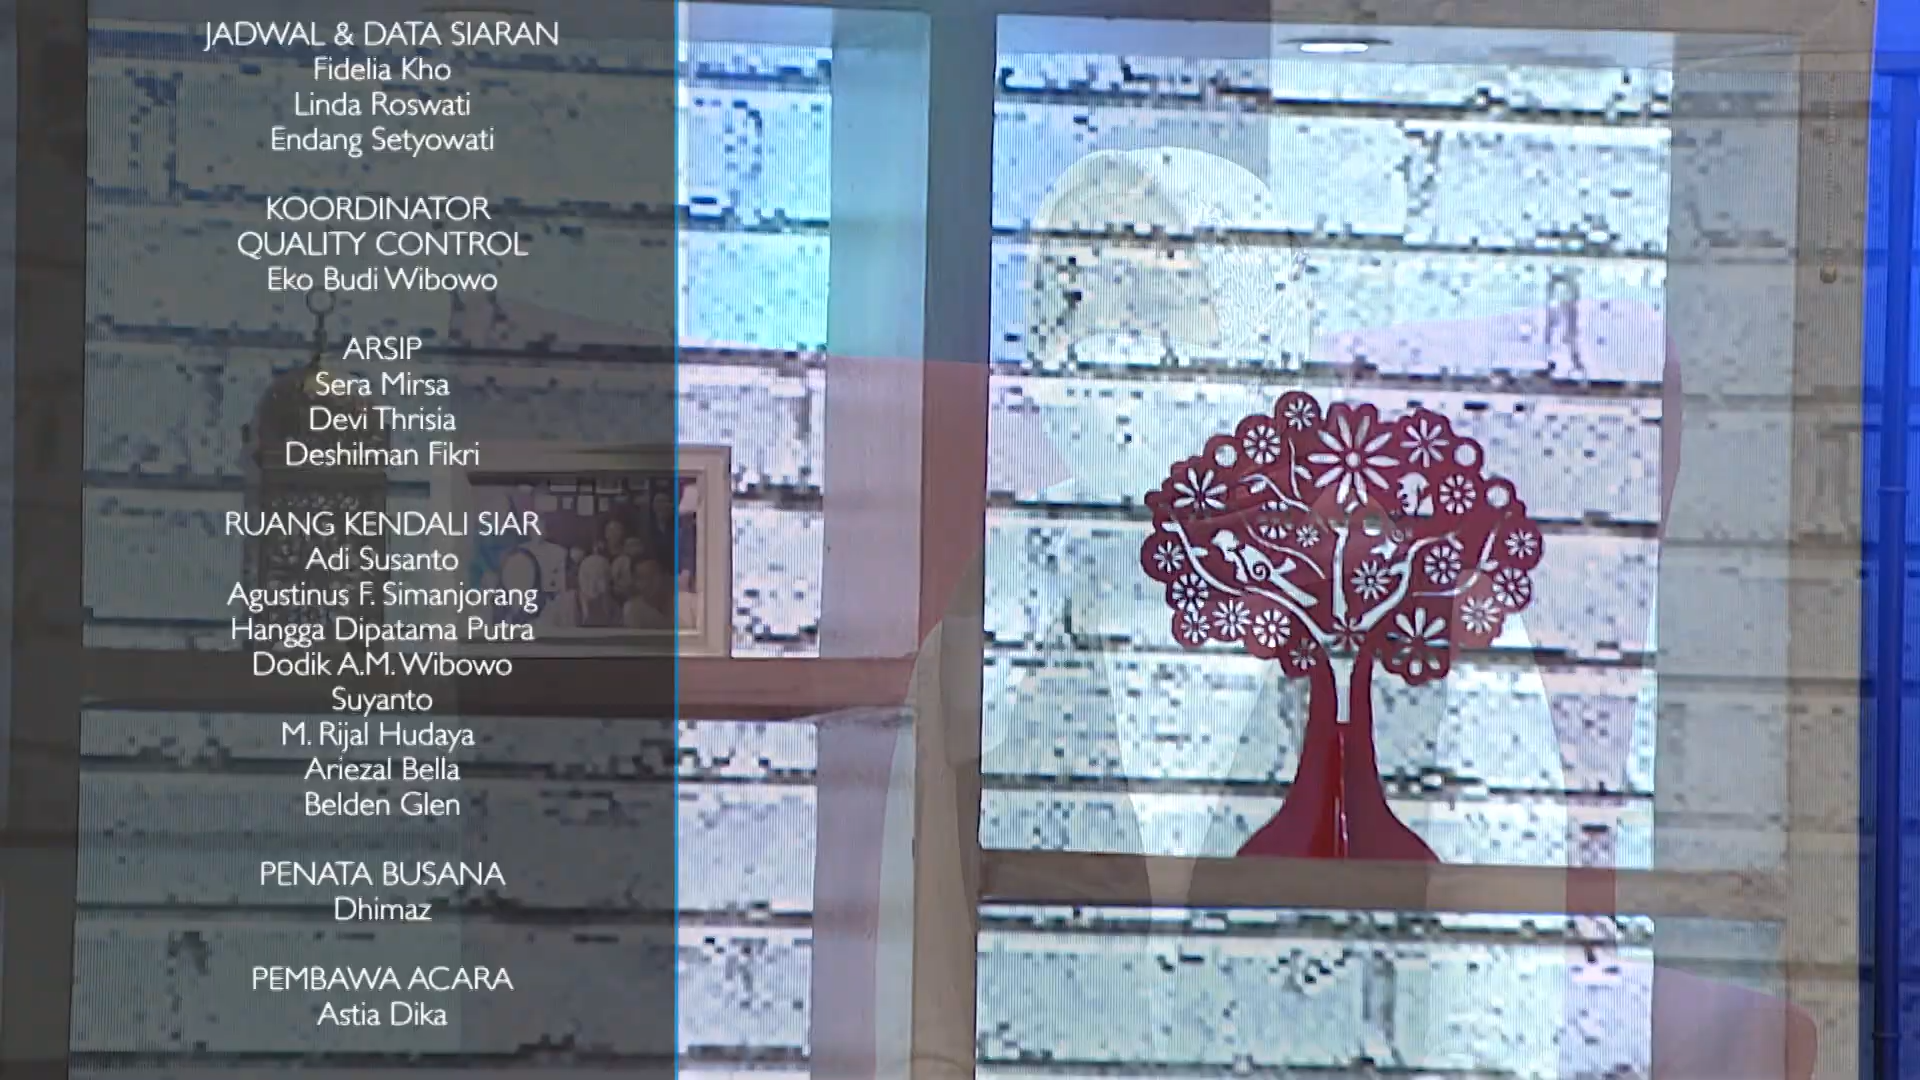 JADWAL & DATA SIARAN
Fidelia Kho
Linda Roswati
Endang Setyowati
KOORDINATOR
QUALITY CONTROL
Eko Budi Wibowo
ARSIP
Sera Mirsa
Devi Thrisia
Deshilman Fikri
RUANG KENDALI SIAR
Adi Susanto
Agustinus F. Simanjorang
Hangga Dipatama Putra
Dodik A.M. Wibowo
Suyanto
M. Rijal Hudaya
Ariezal Bella
Belden Glen
PENATA BUSANA
Dhimaz
PEMBAWA ACARA
Astia Dika